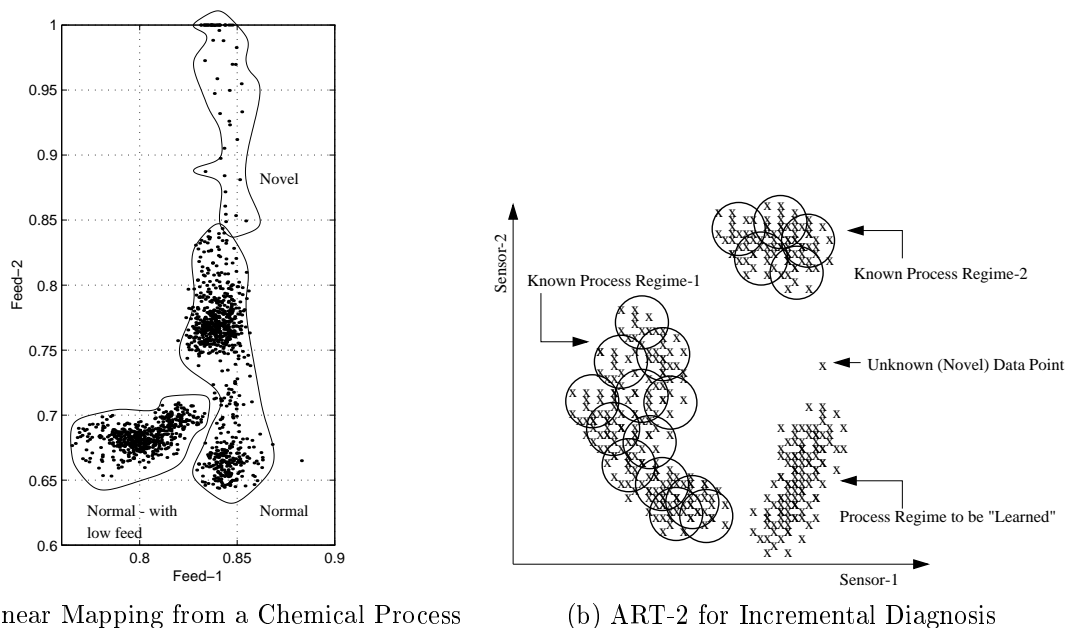 1
0.95
0.9
0.85
0.8
0.75
0.7
0.65
0.6
Feed-2
Novel
Normal - with
low feed
Normal
0.8
0.85
0.9
Feed-1
near Mapping from a Chemical Process
Sensor-2
Known Process Regime-1
Known Process Regime-2
Unknown (Novel) Data Point
Process Regime to be "Learned"
Sensor-1
(b) ART-2 for Incremental Diagnosis